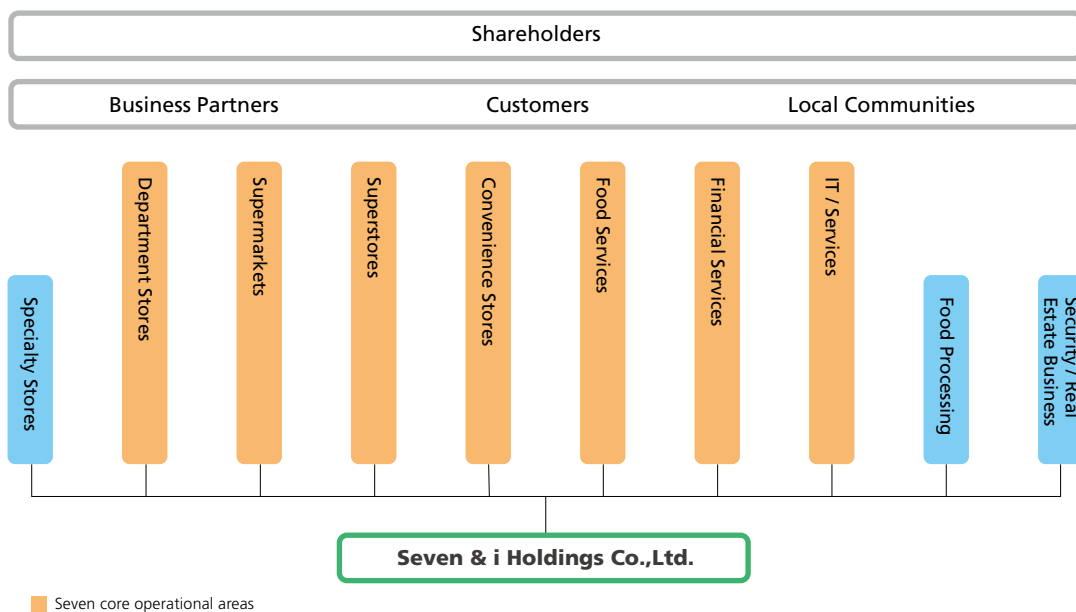 Shareholders
Business Partners
Customers
Local Communities
Specialty Stores
Department Stores
Supermarkets
Superstores
Convenience Stores
Food Services
Financial Services
IT / Services
Food Processing
Security / Real
Estate Business
Seven & i Holdings Co.,Ltd.
Seven core operational areas